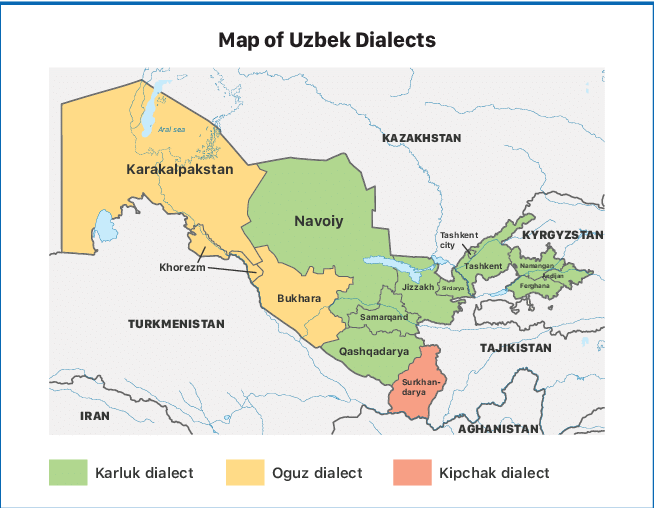 Map of Uzbek Dialects
Aral sea
KAZAKHSTAN
Karakalpakstan
Navoiy
Tashkent
city
KYRGYZSTAN
Khorezm
Tashkent
Namangan
Andijan
Ferghana
Jizzakh
Sirdarya
Bukhara
Samarqand
TURKMENISTAN
Qashqadarya
TAJIKISTAN
Surkhan-
darya
IRAN
AGHANISTAN
Karluk dialect
Oguz dialect
Kipchak dialect